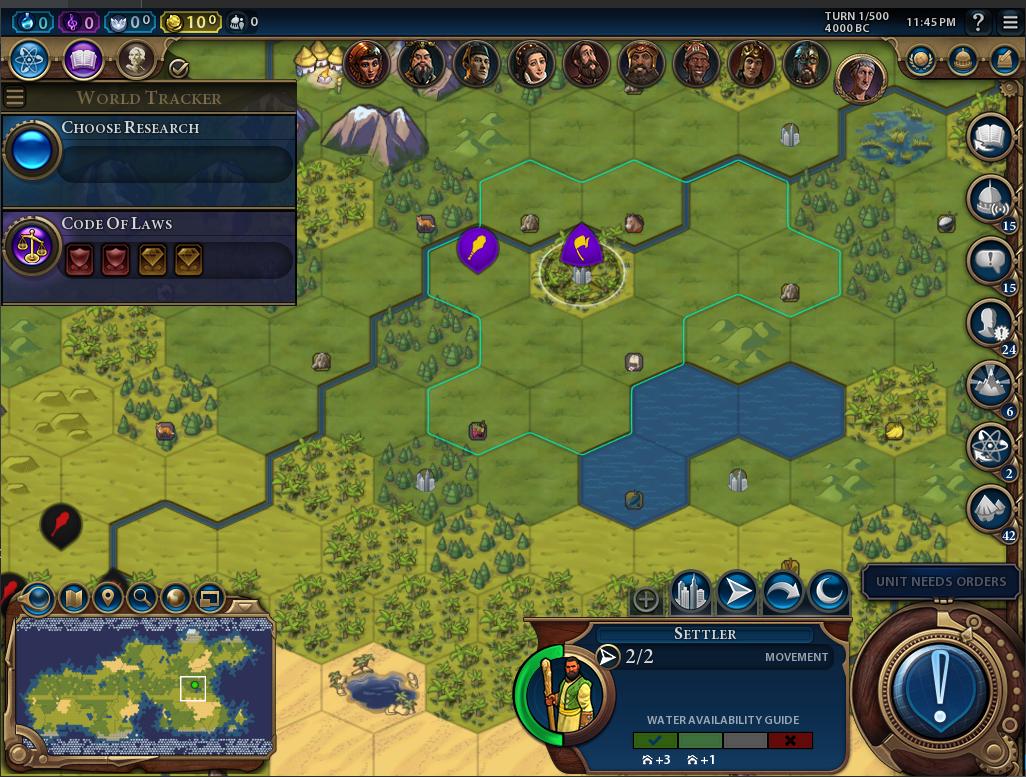 0 0 0 0 10 0 0
TURN 1/500
4000 BC
11:45 PM ?
WORLD TRACKER
CHOOSE RESEARCH
CODE OF LAWS
15
15
24
6
2
42
UNIT NEEDS ORDERS
SETTLER
2/2 MOVEMENT
WATER AVAILABILITY GUIDE
+3 +1